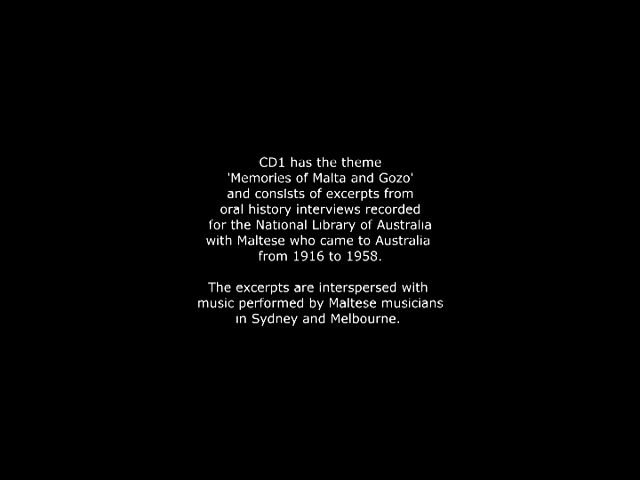 CD1 has the theme
'Memories of Malta and Gozo'
and consists of excerpts from
oral history interviews recorded
for the National Library of Australia
with Maltese who came to Australia
from 1916 to 1958.
The excerpts are interspersed with
music performed by Maltese musicians
in Sydney and Melbourne.